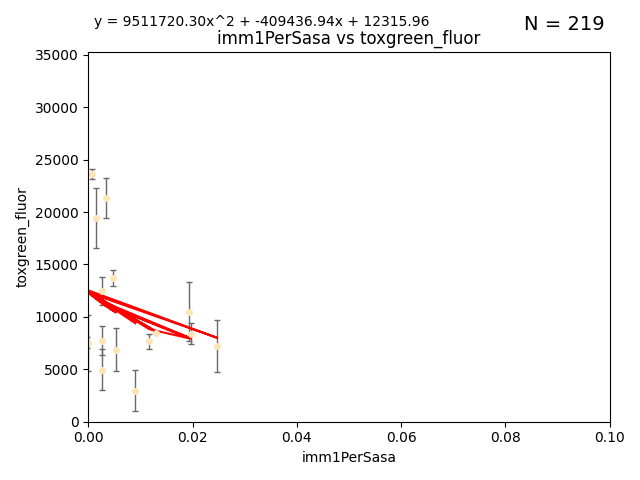 y = 9511720.30x^2 + -409436.94x + 12315.96
N = 219
imm1PerSasa vs toxgreen_fluor
35000
30000
25000
20000
15000
10000
5000
0
toxgreen_fluor
0.00 0.02 0.04 0.06 0.08 0.10
imm1PerSasa